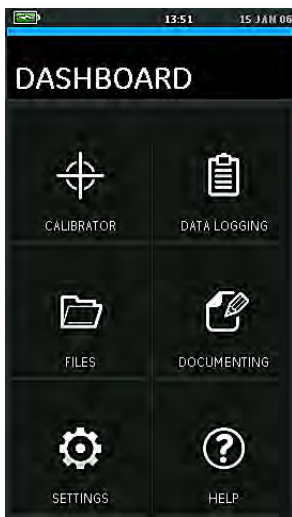 13:51 15 JAN 06
DASHBOARD
CALIBRATOR DATA LOGGING
FILES DOCUMENTING
SETTINGS HELP